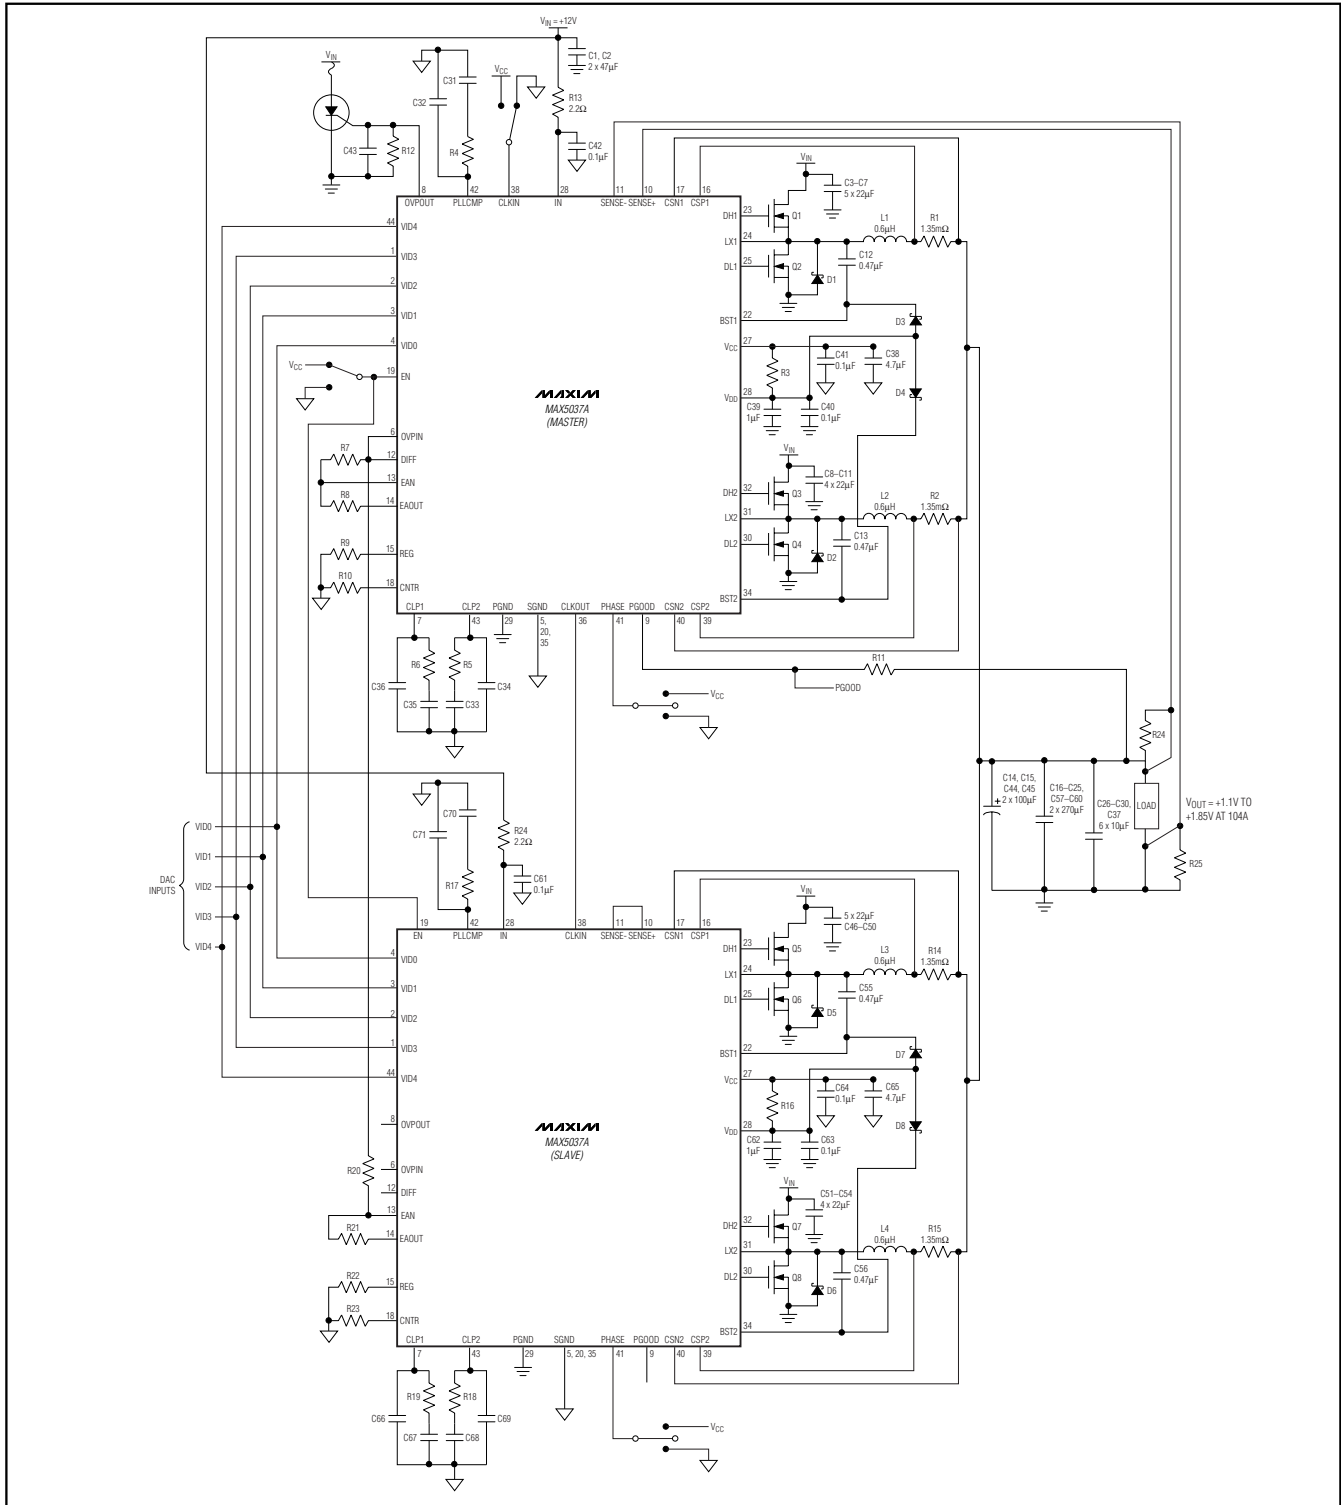 VIN = +12V
C1, C2
2 x 47µF
VIN
C31
C32
VCC
R13
2.2Ω
C43
R12
R4
C42
0.1µF
8
42
38
28
11
10
17
16
OVPOUT
PLLCMP
CLKIN
IN
SENSE-
SENSE+
CSN1
CSP1
VIN
C3–C7
5 x 22µF
44
VID4
1
VID3
2
VID2
3
VID1
4
VID0
VCC
19
EN
6
OVPIN
R7
12
DIFF
13
EAN
R8
14
EAOUT
R9
15
REG
R10
18
CNTR
MAXIM
MAX5037A
(MASTER)
DH1
23
Q1
LX1
24
L1
0.6µH
R1
1.35mΩ
DL1
25
Q2
D1
C12
0.47µF
BST1
22
D3
VCC
27
R3
C41
0.1µF
C38
4.7µF
D4
VDD
28
C39
1µF
C40
0.1µF
VIN
C8–C11
4 x 22µF
DH2
32
Q3
LX2
31
L2
0.6µH
R2
1.35mΩ
DL2
30
Q4
D2
C13
0.47µF
BST2
34
CLP1
CLP2
PGND
SGND
CLKOUT
PHASE
PGOOD
CSN2
CSP2
7
43
29
5,
20,
35
36
41
9
40
39
R6
R5
C36
C34
C35
C33
R11
PGOOD
VCC
R24
C14, C15,
C44, C45
2 x 100µF
+
C16–C25,
C57–C60
2 x 270µF
C26–C30,
C37
6 x 10µF
LOAD
VOUT = +1.1V TO
+1.85V AT 104A
R25
DAC
INPUTS
VID0
VID1
VID2
VID3
VID4
C70
C71
R24
2.2Ω
R17
C61
0.1µF
19
42
28
38
11
10
17
16
EN
PLLCMP
IN
CLKIN
SENSE-
SENSE+
CSN1
CSP1
VIN
5 x 22µF
C46–C50
4
VID0
3
VID1
2
VID2
1
VID3
44
VID4
8
OVPOUT
R20
6
OVPIN
12
DIFF
13
EAN
R21
14
EAOUT
R22
15
REG
R23
18
CNTR
MAXIM
MAX5037A
(SLAVE)
DH1
23
Q5
LX1
24
L3
0.6µH
R14
1.35mΩ
DL1
25
Q6
D5
C55
0.47µF
BST1
22
D7
VCC
27
R16
C64
0.1µF
C65
4.7µF
D8
VDD
28
C62
1µF
C63
0.1µF
VIN
C51–C54
4 x 22µF
DH2
32
Q7
LX2
31
L4
0.6µH
R15
1.35mΩ
DL2
30
Q8
D6
C56
0.47µF
BST2
34
CLP1
CLP2
PGND
SGND
PHASE
PGOOD
CSN2
CSP2
7
43
29
5, 20, 35
41
9
40
39
R19
R18
C66
C69
C67
C68
VCC